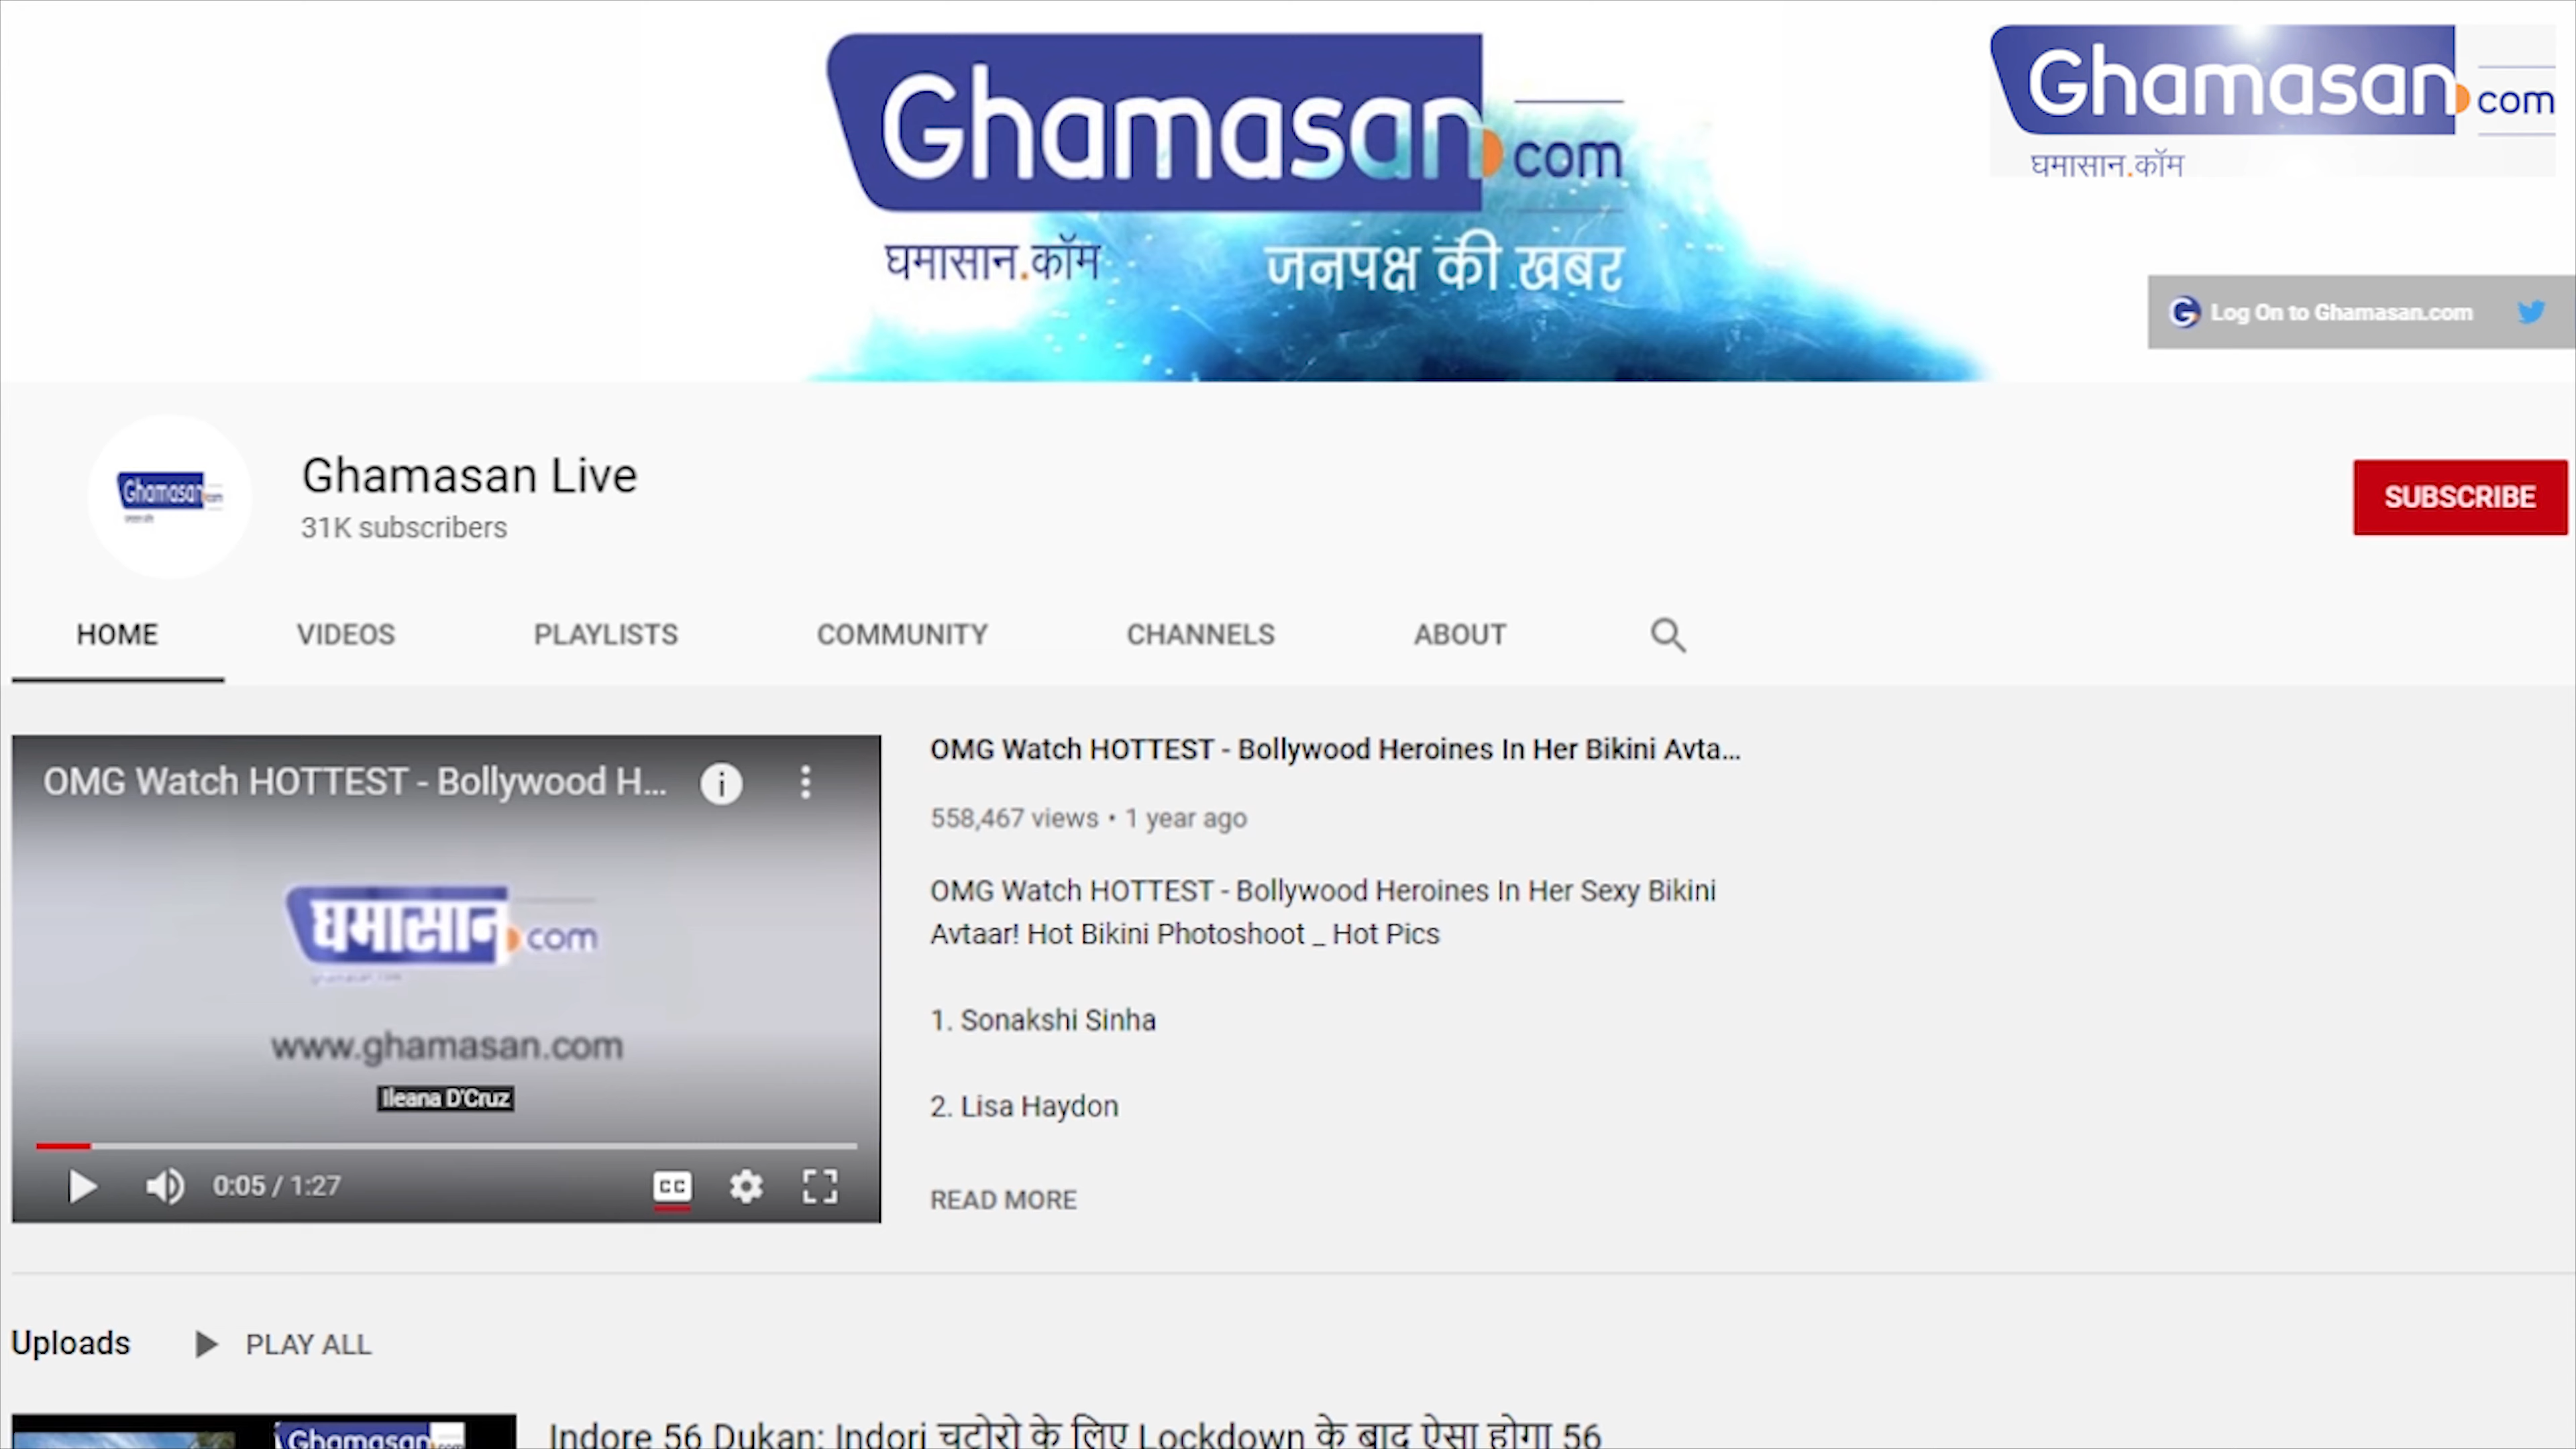 Ghamasan.com
घमासान.कॉम
जनपक्ष की खबर
Ghamasan.com
घमासान.कॉम
Log On to Ghamasan.com
Ghamasan
Ghamasan Live
31K subscribers
SUBSCRIBE
HOME VIDEOS PLAYLISTS COMMUNITY CHANNELS ABOUT
OMG Watch HOTTEST - Bollywood H...
घमासान.com
www.ghamasan.com
Ileana D'Cruz
0:05 / 1:27
CC
OMG Watch HOTTEST - Bollywood Heroines In Her Bikini Avta...
558,467 views • 1 year ago
OMG Watch HOTTEST - Bollywood Heroines In Her Sexy Bikini
Avtaar! Hot Bikini Photoshoot _ Hot Pics
1. Sonakshi Sinha
2. Lisa Haydon
READ MORE
Uploads PLAY ALL
Ghamasan.com
Indore 56 Dukan: Indori चटोरो के लिए Lockdown के बाद ऐसा होगा 56